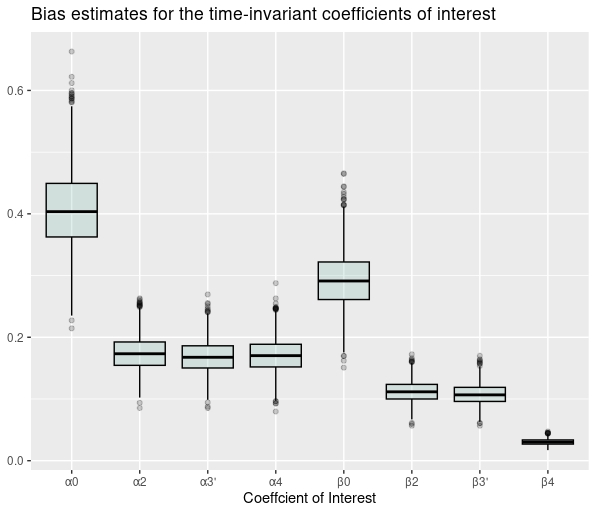 Bias estimates for the time-invariant coefficients of interest
0.6
0.4
0.2
0.0
α0 α2 α3' α4 β0 β2 β3' β4
Coeffcient of Interest